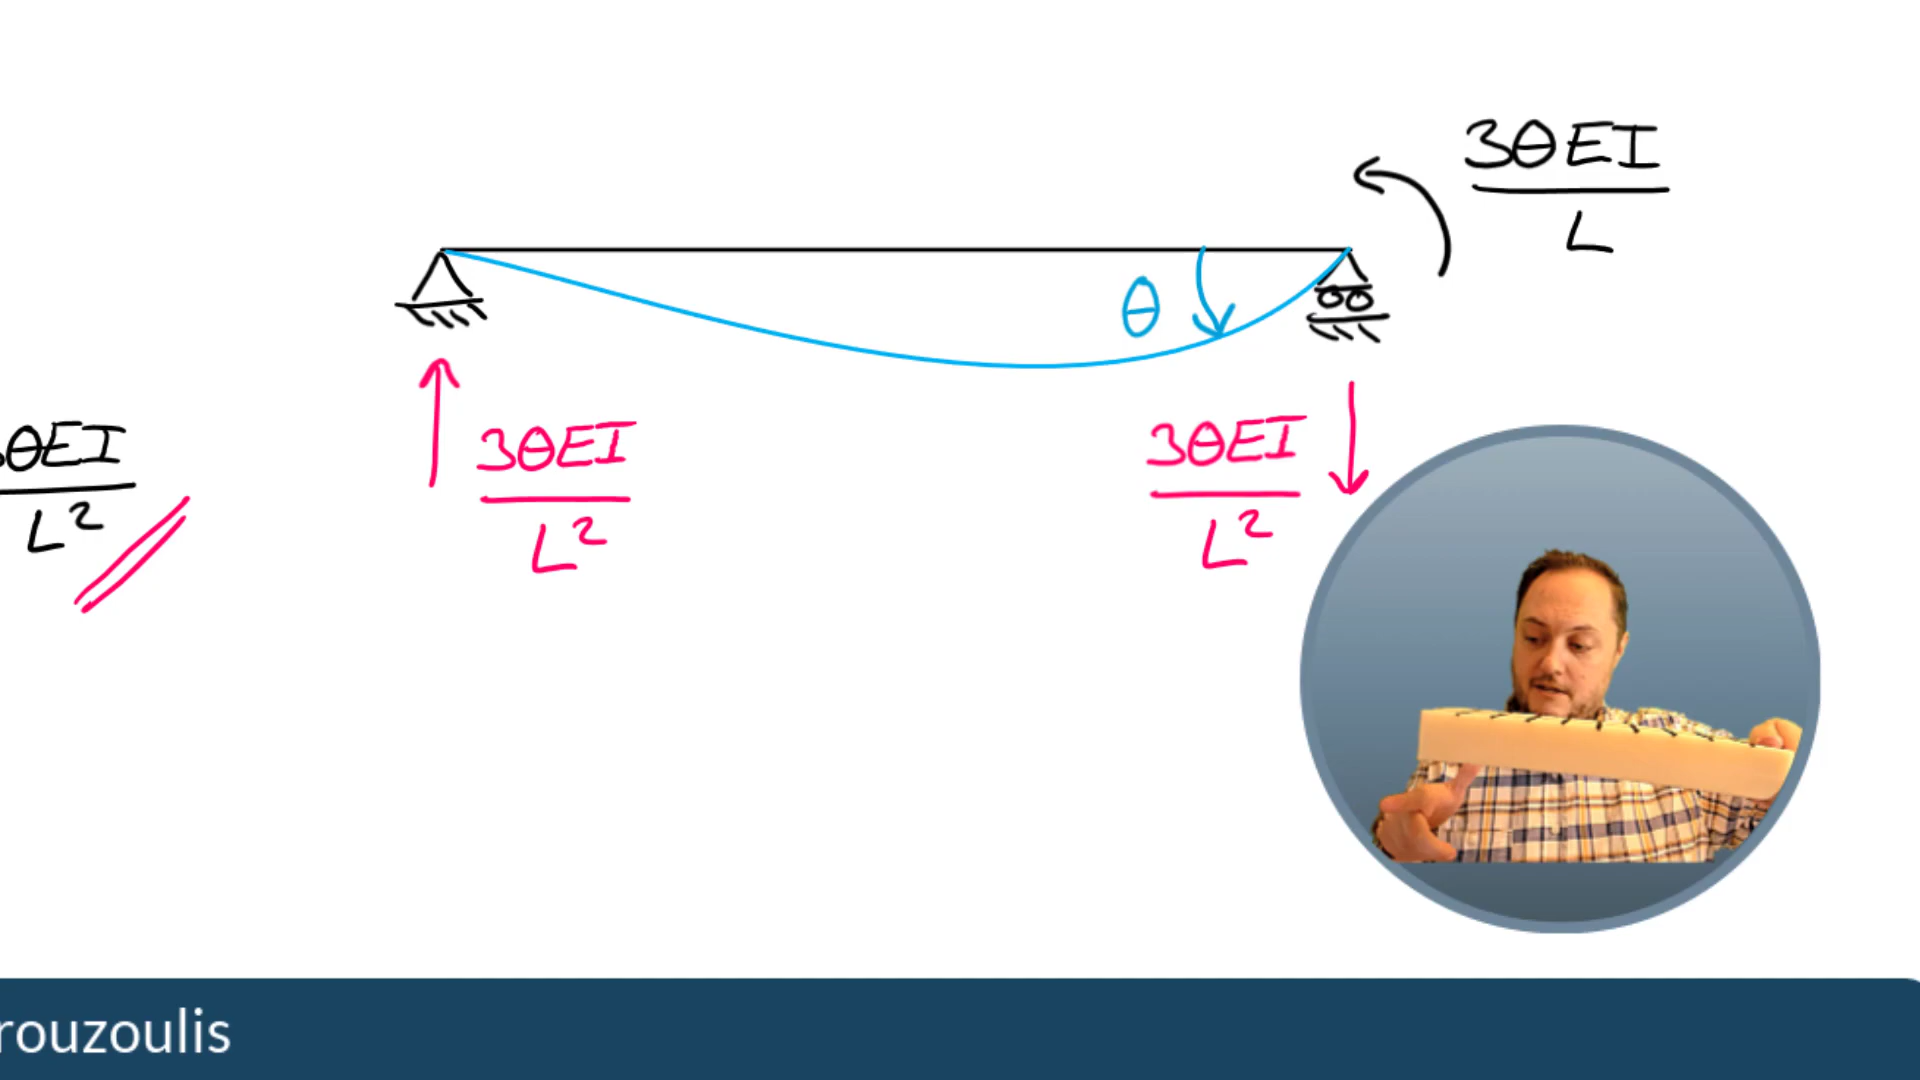 3θEI
L
θ
θEI
L²
3θEI
L²
3θEI
L²
rouzoulis